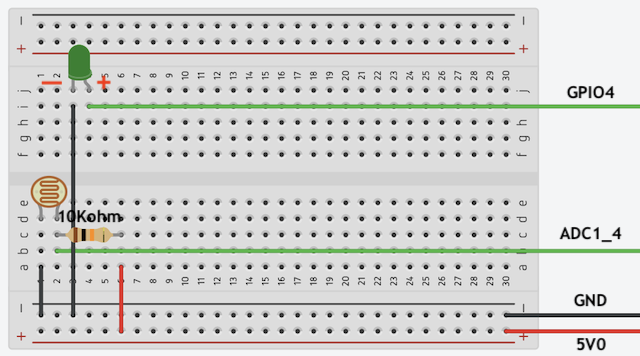 − −
+ +
− +
1 2 5 6 7 8 9 10 11 12 13 14 15 16 17 18 19 20 21 22 23 24 25 26 27 28 29 30
j j
i i
GPIO4
h h
g g
f f
e e
10Kohm
d d
c c
ADC1_4
b b
a a
1 2 3 4 5 6 7 8 9 10 11 12 13 14 15 16 17 18 19 20 21 22 23 24 25 26 27 28 29 30
− −
GND
+ +
5V0